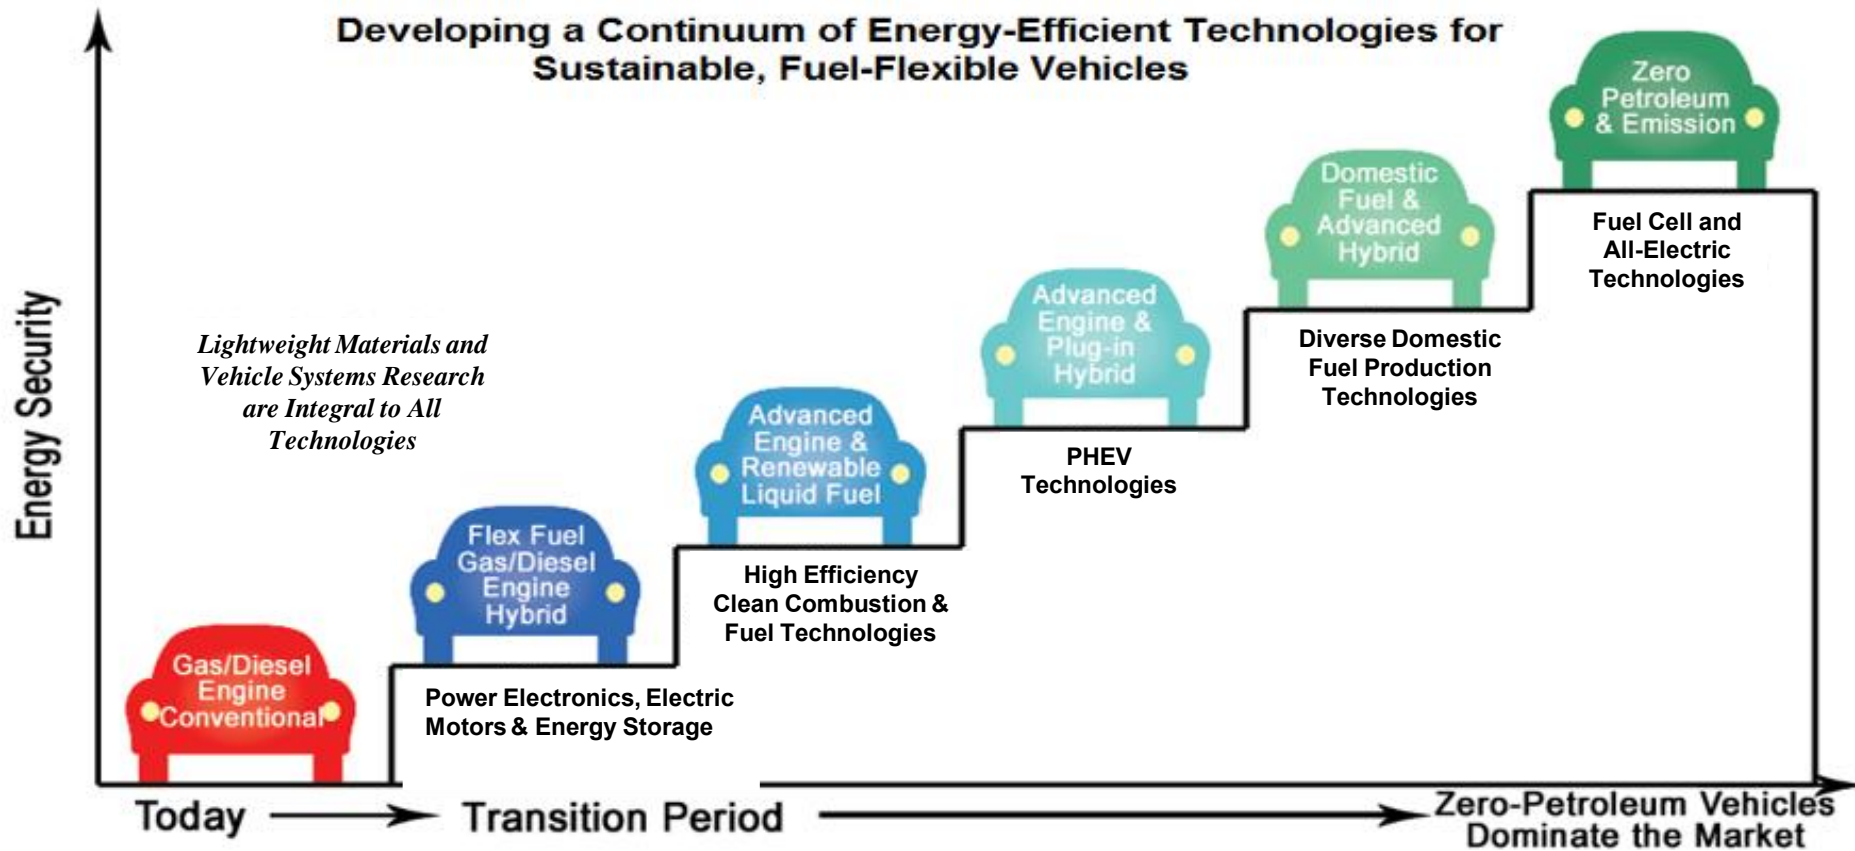 Developing a Continuum of Energy-Efficient Technologies for
Sustainable, Fuel-Flexible Vehicles
Energy Security
Lightweight Materials and
Vehicle Systems Research
are Integral to All
Technologies
Gas/Diesel
Engine
Conventional
Flex Fuel
Gas/Diesel
Engine
Hybrid
Power Electronics, Electric
Motors & Energy Storage
Advanced
Engine &
Renewable
Liquid Fuel
High Efficiency
Clean Combustion &
Fuel Technologies
Advanced
Engine &
Plug-in
Hybrid
PHEV
Technologies
Domestic
Fuel &
Advanced
Hybrid
Diverse Domestic
Fuel Production
Technologies
Zero
Petroleum
& Emission
Fuel Cell and
All-Electric
Technologies
Today
Transition Period
Zero-Petroleum Vehicles
Dominate the Market